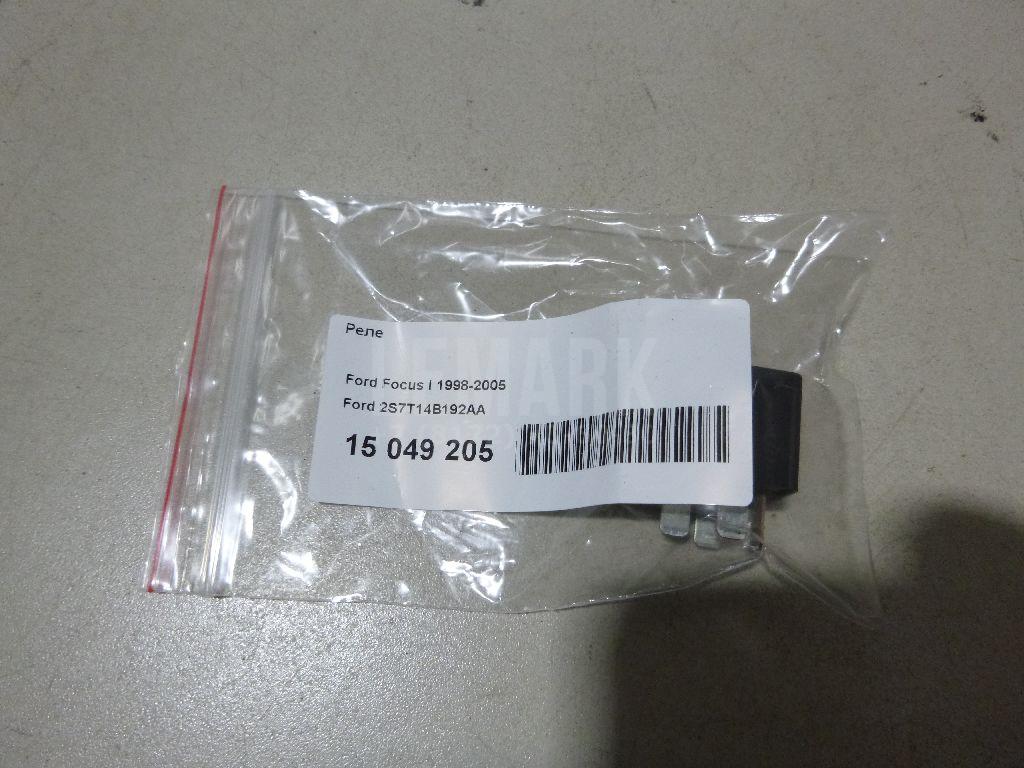 Реле
Ford Focus I 1998-2005
Ford 2S7T14B192AA
15 049 205